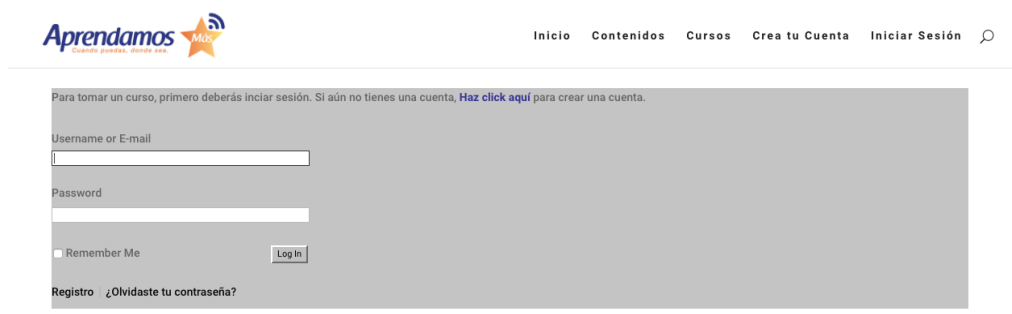 Aprendamos Más
Cuando puedas, donde sea.
Inicio Contenidos Cursos Crea tu Cuenta Iniciar Sesión
Para tomar un curso, primero deberás inciar sesión. Si aún no tienes una cuenta, Haz click aquí para crear una cuenta.
Username or E-mail
Password
Remember Me Log In
Registro | ¿Olvidaste tu contraseña?